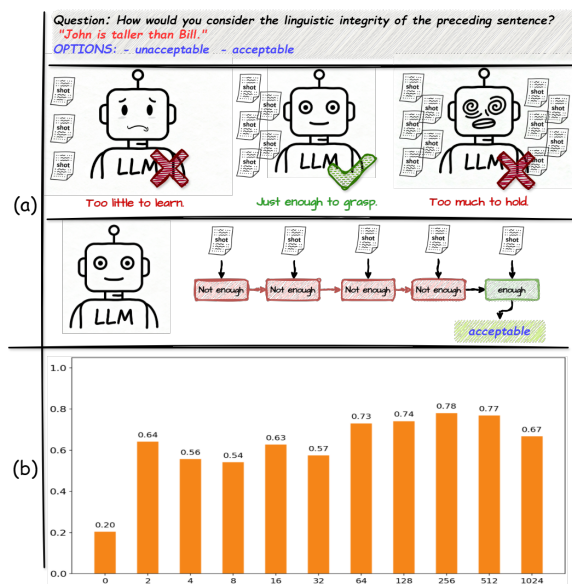 Question: How would you consider the linguistic integrity of the preceding sentence?
"John is taller than Bill."
OPTIONS: - unacceptable - acceptable
shot shot shot shot shot shot shot shot shot shot shot shot shot shot shot shot
LLM LLM LLM
Too little to learn. Just enough to grasp. Too much to hold.
(a)
shot shot shot shot shot
Not enough Not enough Not enough Not enough enough
LLM
acceptable
(b)
1.0
0.8
0.6
0.4
0.2
0.0
0.20 0.64 0.56 0.54 0.63 0.57 0.73 0.74 0.78 0.77 0.67
0 2 4 8 16 32 64 128 256 512 1024